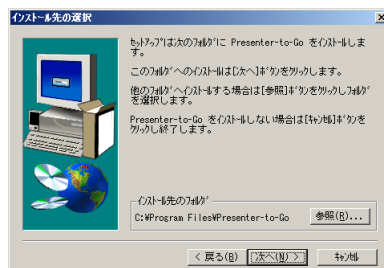 インストール先の選択
ｾｯﾄｱｯﾌﾟは次のﾌｫﾙﾀﾞに Presenter-to-Go をｲﾝｽﾄｰﾙしま
す。
このﾌｫﾙﾀﾞへのｲﾝｽﾄｰﾙは[次へ]ﾎﾞﾀﾝをｸﾘｯｸします。
他のﾌｫﾙﾀﾞへｲﾝｽﾄｰﾙする場合は[参照]ﾎﾞﾀﾝをｸﾘｯｸしﾌｫﾙﾀﾞ
を選択します。
Presenter-to-Go をｲﾝｽﾄｰﾙしない場合は[ｷｬﾝｾﾙ]ﾎﾞﾀﾝを
ｸﾘｯｸし終了します。
ｲﾝｽﾄｰﾙ先のﾌｫﾙﾀﾞ
C:¥Program Files¥Presenter-to-Go
参照(R)...
< 戻る(B)
次へ(N) >
ｷｬﾝｾﾙ